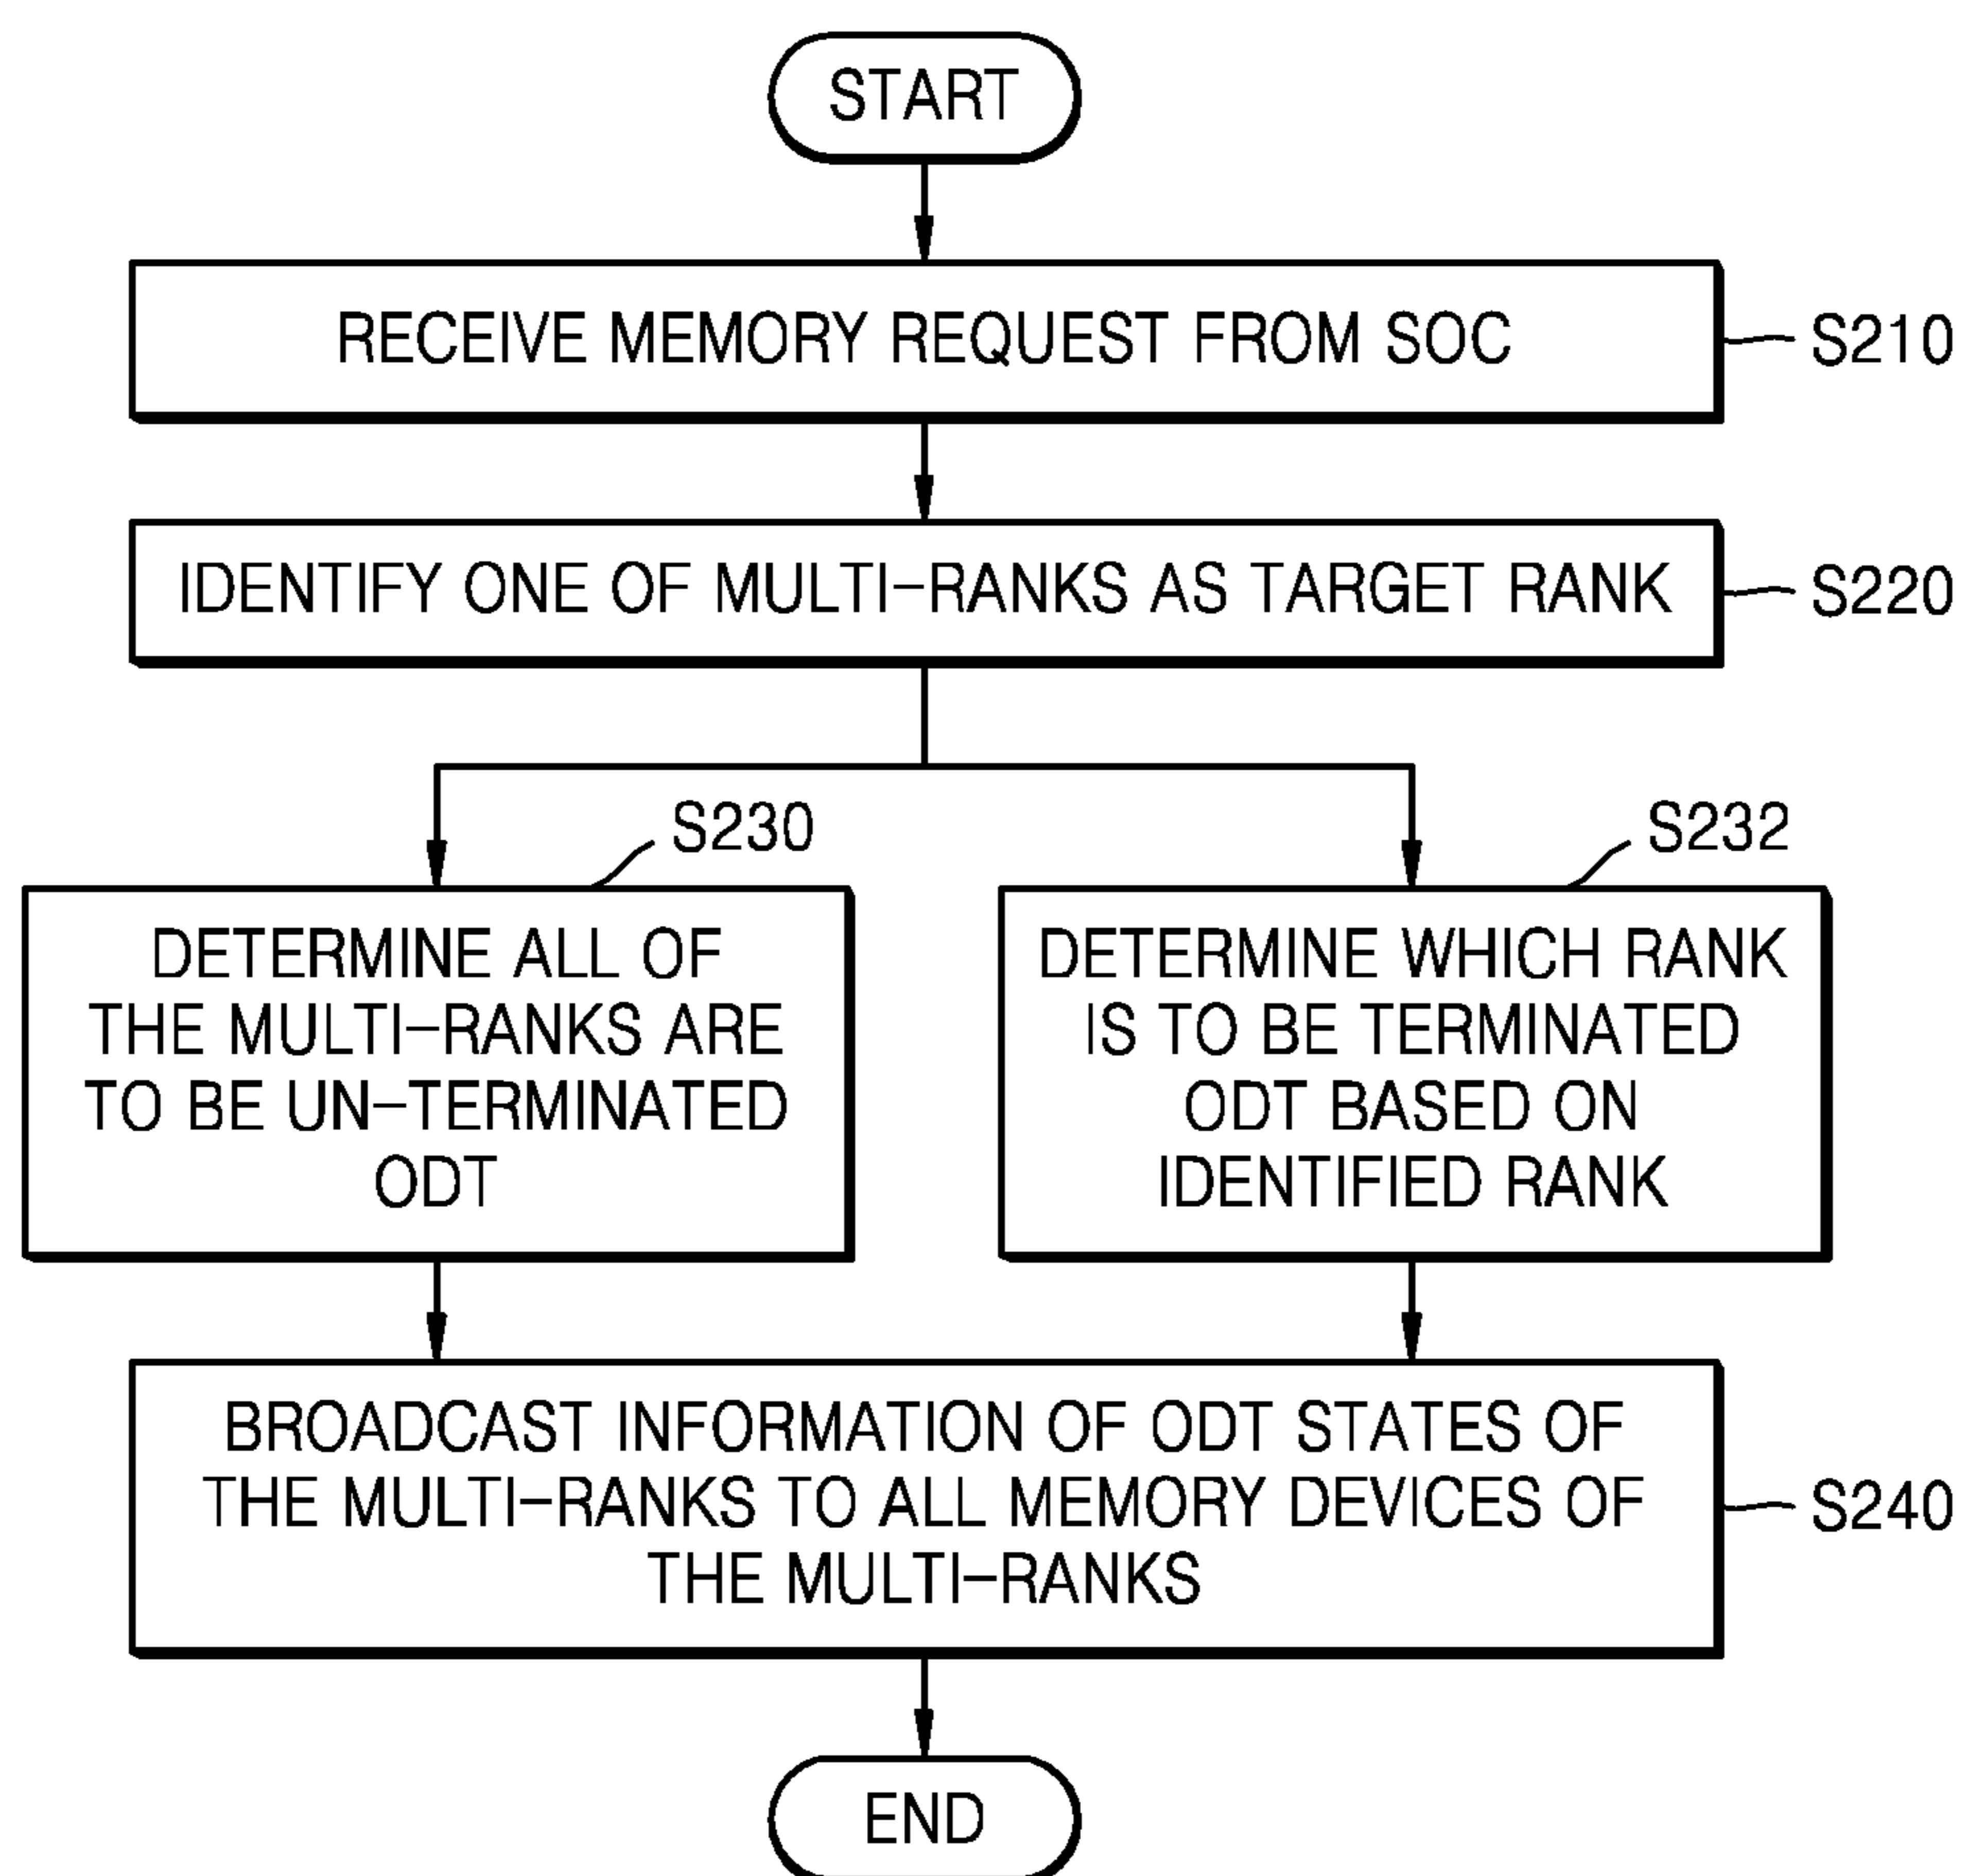 START
RECEIVE MEMORY REQUEST FROM SOC
S210
IDENTIFY ONE OF MULTI-RANKS AS TARGET RANK
S220
S230
DETERMINE ALL OF
THE MULTI-RANKS ARE
TO BE UN-TERMINATED
ODT
S232
DETERMINE WHICH RANK
IS TO BE TERMINATED
ODT BASED ON
IDENTIFIED RANK
BROADCAST INFORMATION OF ODT STATES OF
THE MULTI-RANKS TO ALL MEMORY DEVICES OF
THE MULTI-RANKS
S240
END